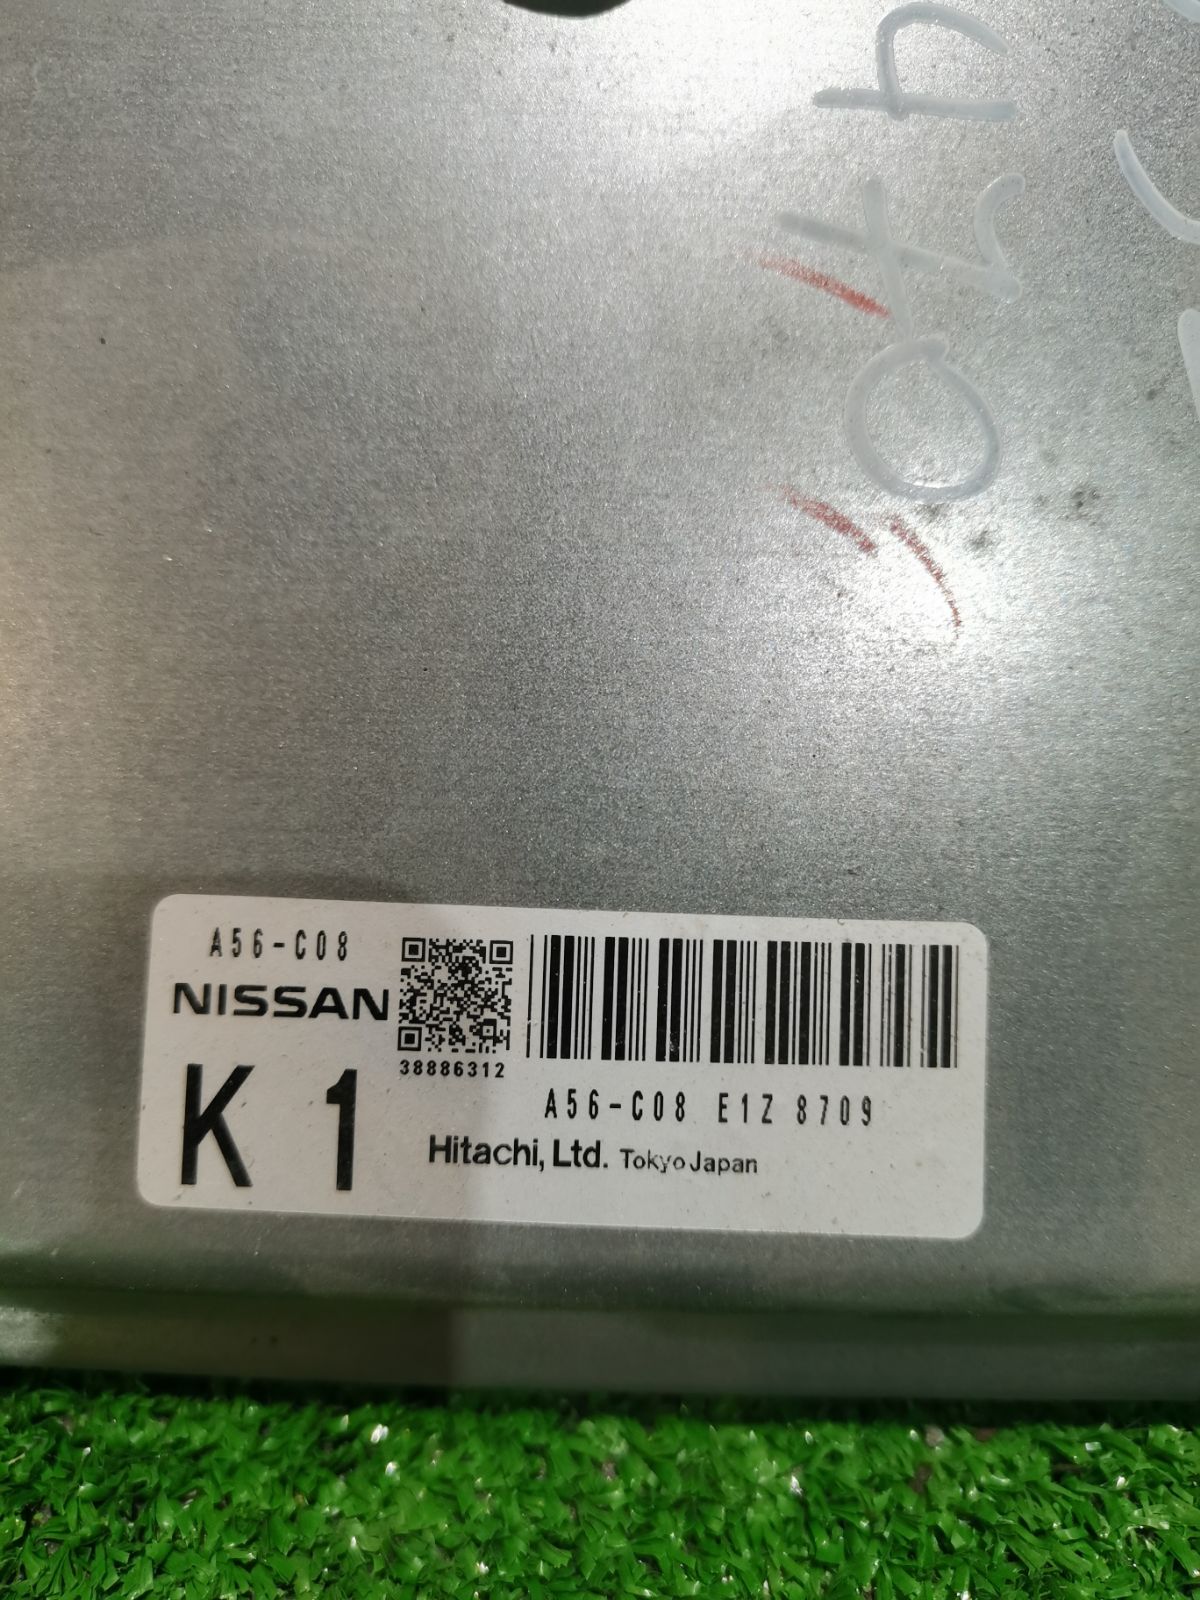 A56-C08
NISSAN
K 1
38886312
A56-C08 E1Z 8709
Hitachi, Ltd. Tokyo Japan